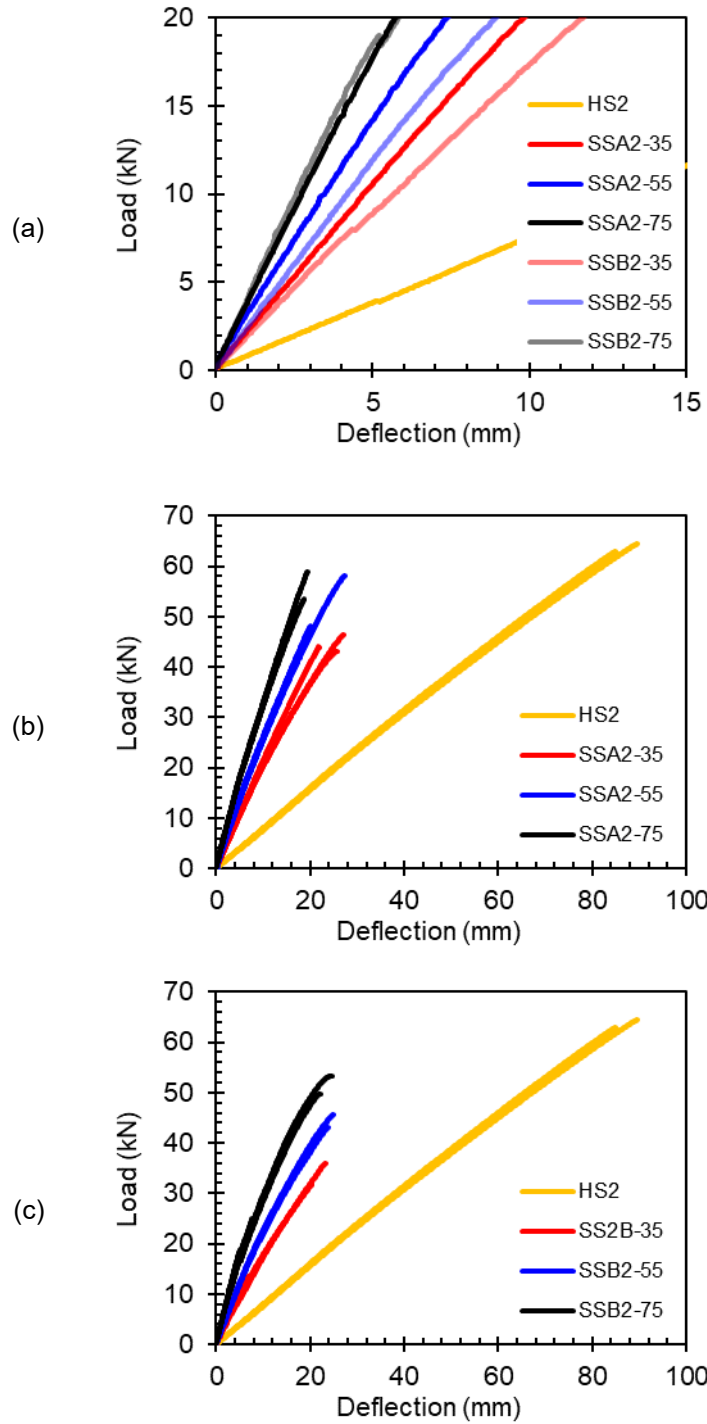 (a)
Load (kN)
20
15
10
5
0
0 5 10 15
Deflection (mm)
HS2
SSA2-35
SSA2-55
SSA2-75
SSB2-35
SSB2-55
SSB2-75
(b)
Load (kN)
70
60
50
40
30
20
10
0
0 20 40 60 80 100
Deflection (mm)
HS2
SSA2-35
SSA2-55
SSA2-75
(c)
Load (kN)
70
60
50
40
30
20
10
0
0 20 40 60 80 100
Deflection (mm)
HS2
SS2B-35
SSB2-55
SSB2-75